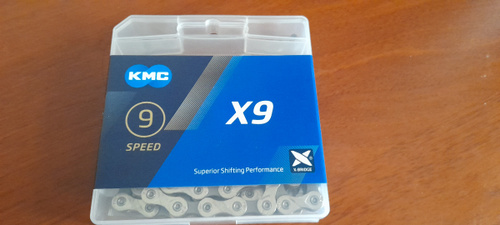 KMC
X9
9
SPEED
Superior Shifting Performance
X-BRIDGE